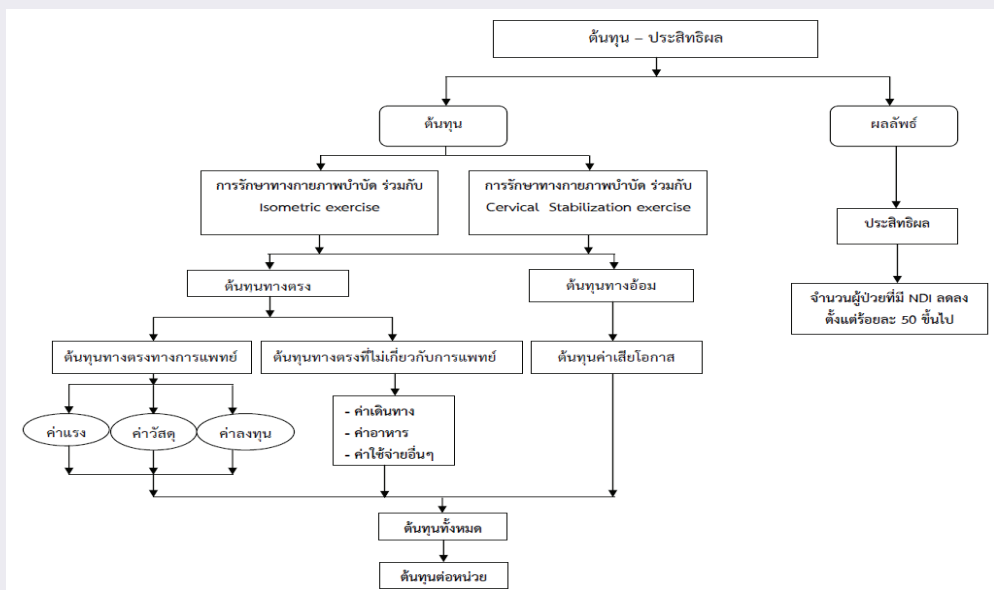 ต้นทุน – ประสิทธิผล
ต้นทุน
ผลลัพธ์
การรักษาทางกายภาพบำบัด ร่วมกับ
Isometric exercise
การรักษาทางกายภาพบำบัด ร่วมกับ
Cervical Stabilization exercise
ประสิทธิผล
ต้นทุนทางตรง
ต้นทุนทางอ้อม
จำนวนผู้ป่วยที่มี NDI ลดลง
ตั้งแต่ร้อยละ 50 ขึ้นไป
ต้นทุนทางตรงทางการแพทย์
ต้นทุนทางตรงที่ไม่เกี่ยวกับการแพทย์
ต้นทุนค่าเสียโอกาส
ค่าแรง
ค่าวัสดุ
ค่าลงทุน
- ค่าเดินทาง
- ค่าอาหาร
- ค่าใช้จ่ายอื่นๆ
ต้นทุนทั้งหมด
ต้นทุนต่อหน่วย